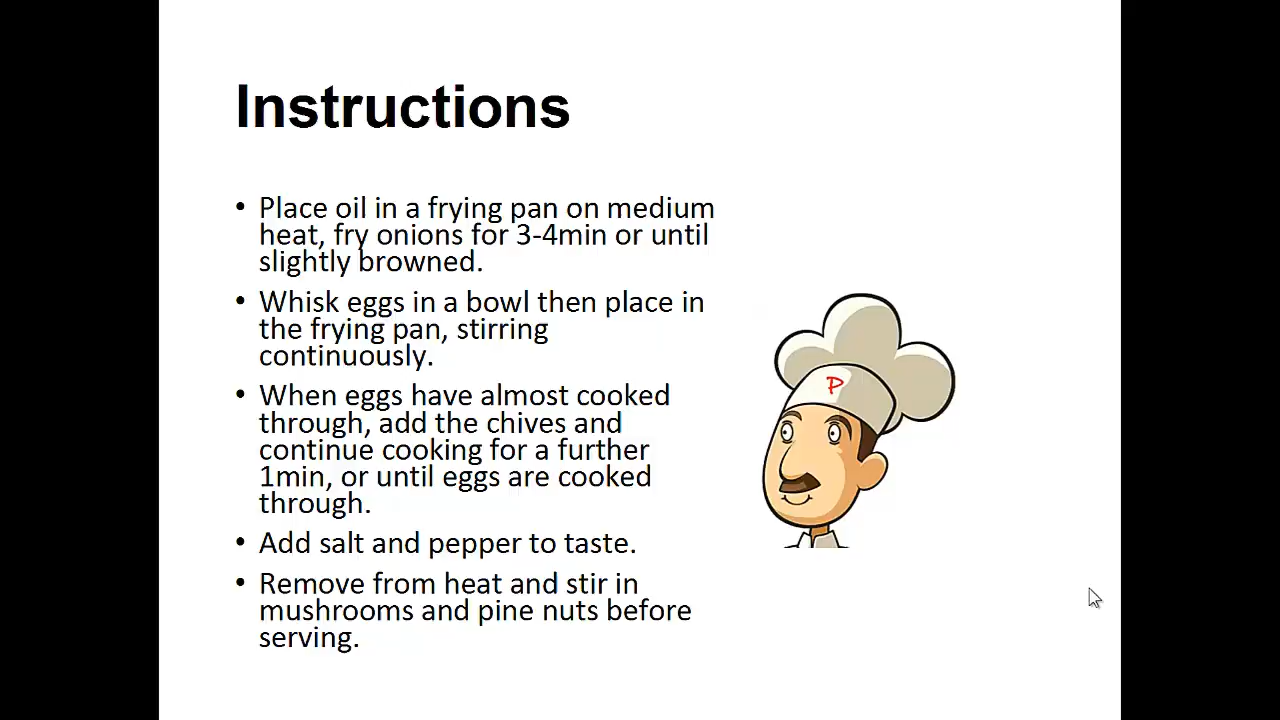 Instructions
• Place oil in a frying pan on medium
heat, fry onions for 3-4min or until
slightly browned.
• Whisk eggs in a bowl then place in
the frying pan, stirring
continuously.
• When eggs have almost cooked
through, add the chives and
continue cooking for a further
1min, or until eggs are cooked
through.
• Add salt and pepper to taste.
• Remove from heat and stir in
mushrooms and pine nuts before
serving.
P